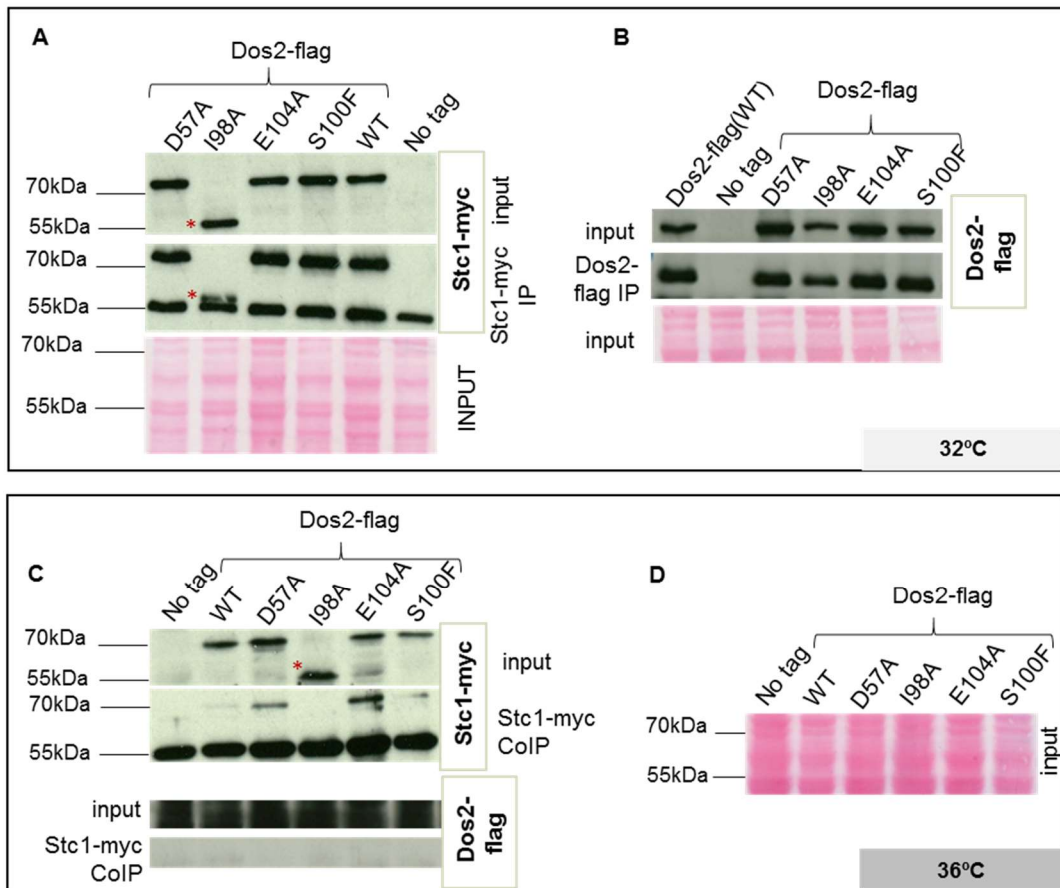 A
Dos2-flag
D57A
I98A
E104A
S100F
WT
No tag
70kDa
55kDa
*
input
70kDa
55kDa
*
Stc1-myc IP
Stc1-myc
70kDa
55kDa
INPUT
B
Dos2-flag
Dos2-flag(WT)
No tag
D57A
I98A
E104A
S100F
input
Dos2-
flag IP
input
Dos2-
flag
32ºC
C
Dos2-flag
No tag
WT
D57A
I98A
E104A
S100F
70kDa
55kDa
*
input
70kDa
55kDa
Stc1-myc
CoIP
Stc1-myc
input
Stc1-myc
CoIP
Dos2-
flag
D
Dos2-flag
No tag
WT
D57A
I98A
E104A
S100F
70kDa
55kDa
input
36ºC